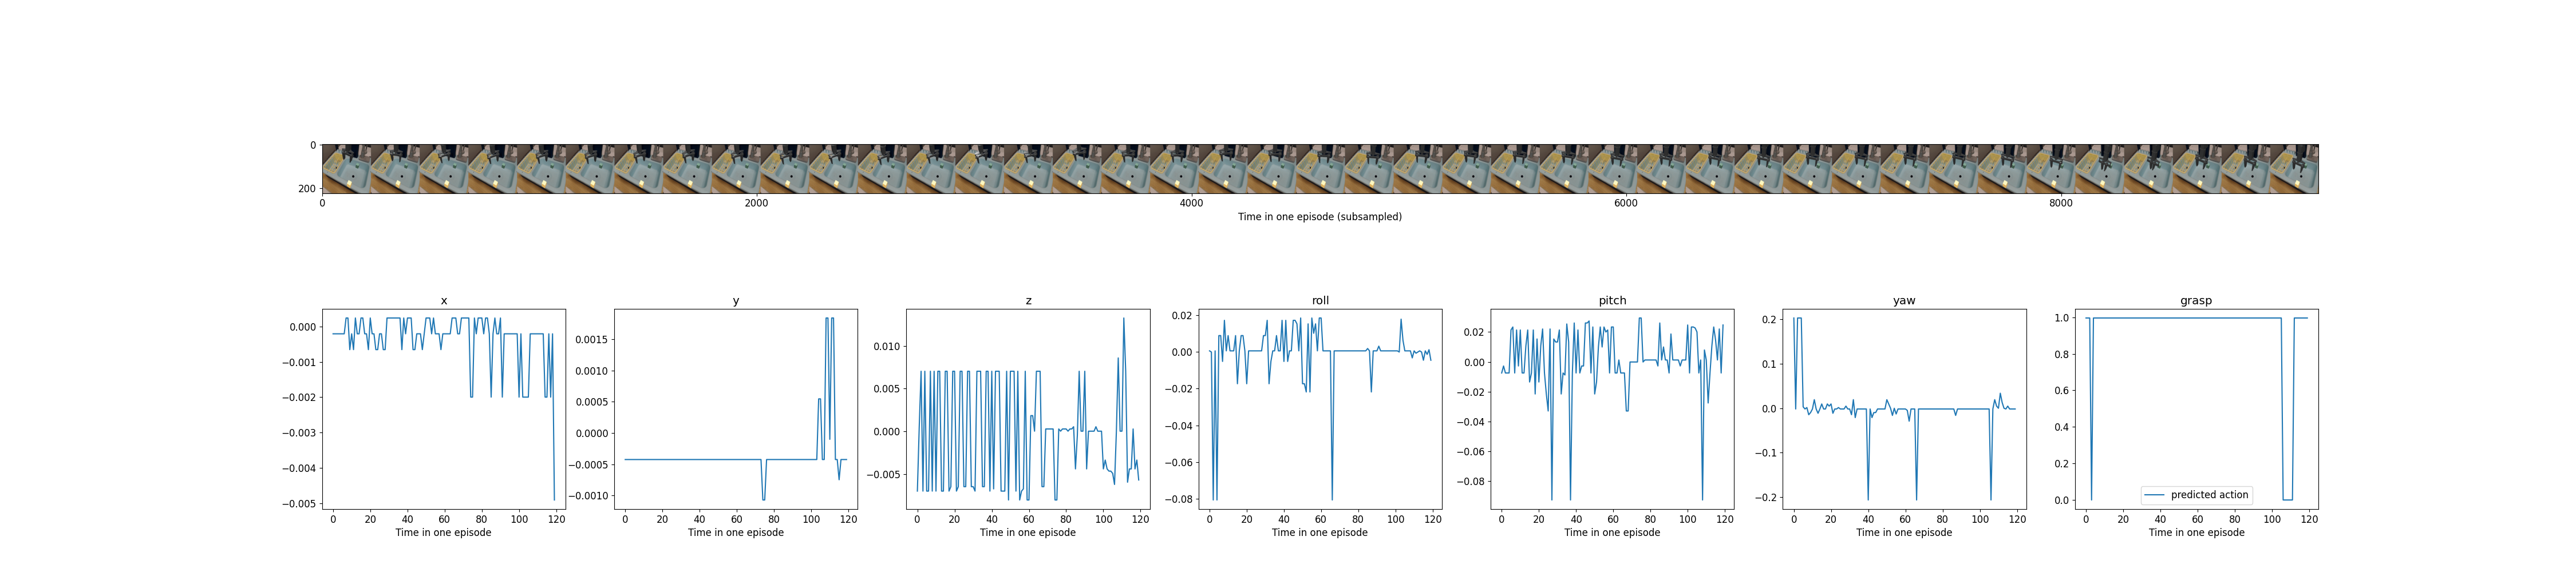 0
200
0 2000 4000 6000 8000
Time in one episode (subsampled)
x
0.000
−0.001
−0.002
−0.003
−0.004
−0.005
0 20 40 60 80 100 120
Time in one episode
y
0.0015
0.0010
0.0005
0.0000
−0.0005
−0.0010
0 20 40 60 80 100 120
Time in one episode
z
0.010
0.005
0.000
−0.005
0 20 40 60 80 100 120
Time in one episode
roll
0.02
0.00
−0.02
−0.04
−0.06
−0.08
0 20 40 60 80 100 120
Time in one episode
pitch
0.02
0.00
−0.02
−0.04
−0.06
−0.08
0 20 40 60 80 100 120
Time in one episode
yaw
0.2
0.1
0.0
−0.1
−0.2
0 20 40 60 80 100 120
Time in one episode
grasp
1.0
0.8
0.6
0.4
0.2
0.0
predicted action
0 20 40 60 80 100 120
Time in one episode